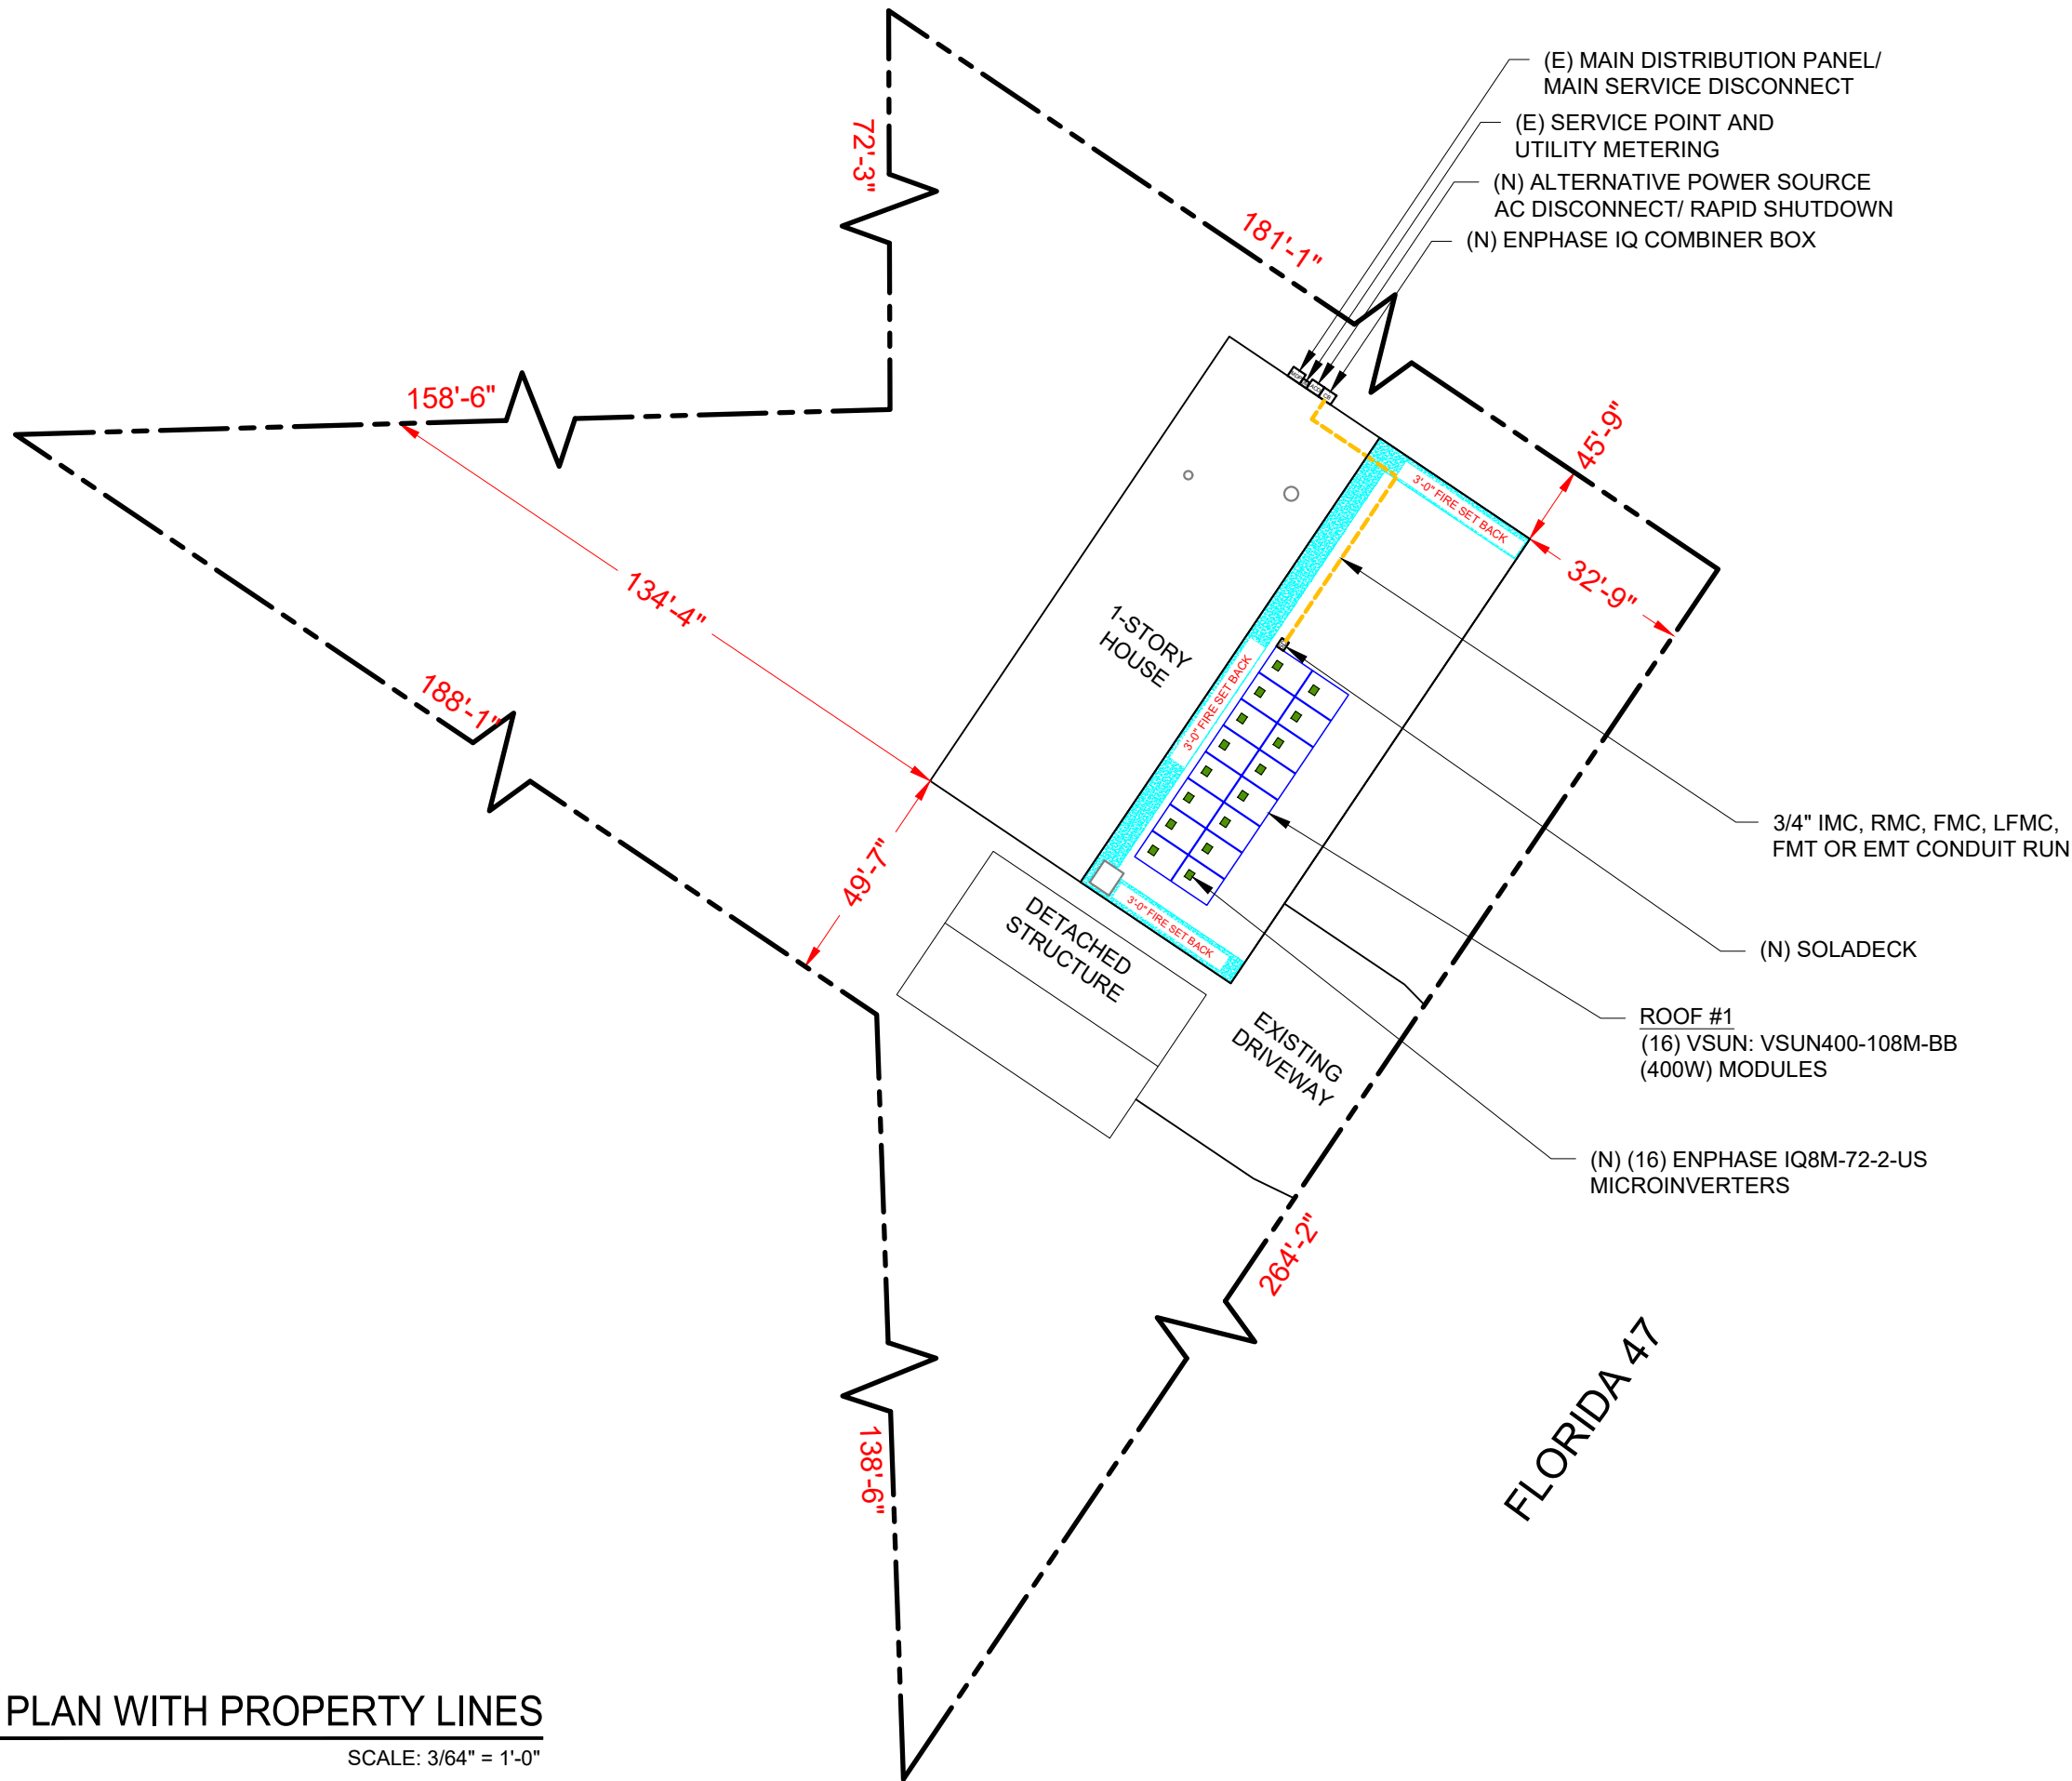 (E) MAIN DISTRIBUTION PANEL/
MAIN SERVICE DISCONNECT
(E) SERVICE POINT AND
UTILITY METERING
(N) ALTERNATIVE POWER SOURCE
AC DISCONNECT/ RAPID SHUTDOWN
(N) ENPHASE IQ COMBINER BOX
72'-3"
181'-1"
158'-6"
45'-9"
3'-0" FIRE SET BACK
32'-9"
134'-4"
1-STORY
HOUSE
3'-0" FIRE SET BACK
188'-1"
3/4" IMC, RMC, FMC, LFMC,
FMT OR EMT CONDUIT RUN
49'-7"
DETACHED
STRUCTURE
3'-0" FIRE SET BACK
(N) SOLADECK
EXISTING
DRIVEWAY
ROOF #1
(16) VSUN: VSUN400-108M-BB
(400W) MODULES
(N) (16) ENPHASE IQ8M-72-2-US
MICROINVERTERS
264'-2"
FLORIDA 47
138'-6"
PLAN WITH PROPERTY LINES
SCALE: 3/64" = 1'-0"